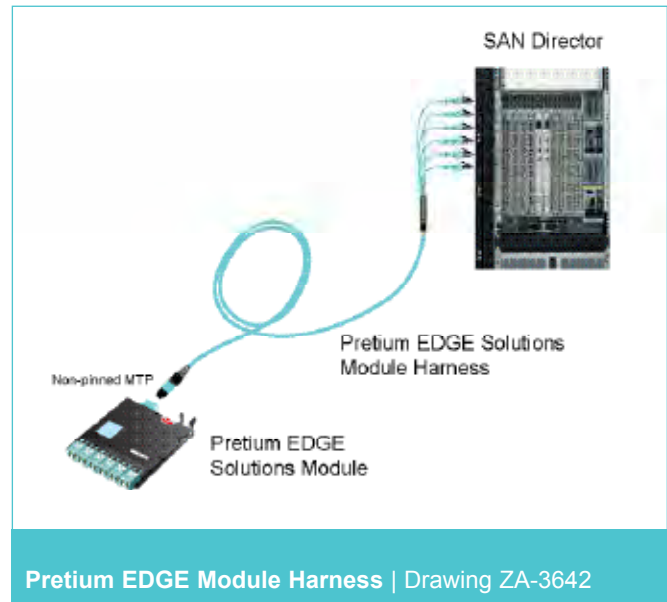 SAN Director
Pretium EDGE Solutions
Module Harness
Non-pinned MTP
Pretium EDGE
Solutions Module
Pretium EDGE Module Harness | Drawing ZA-3642